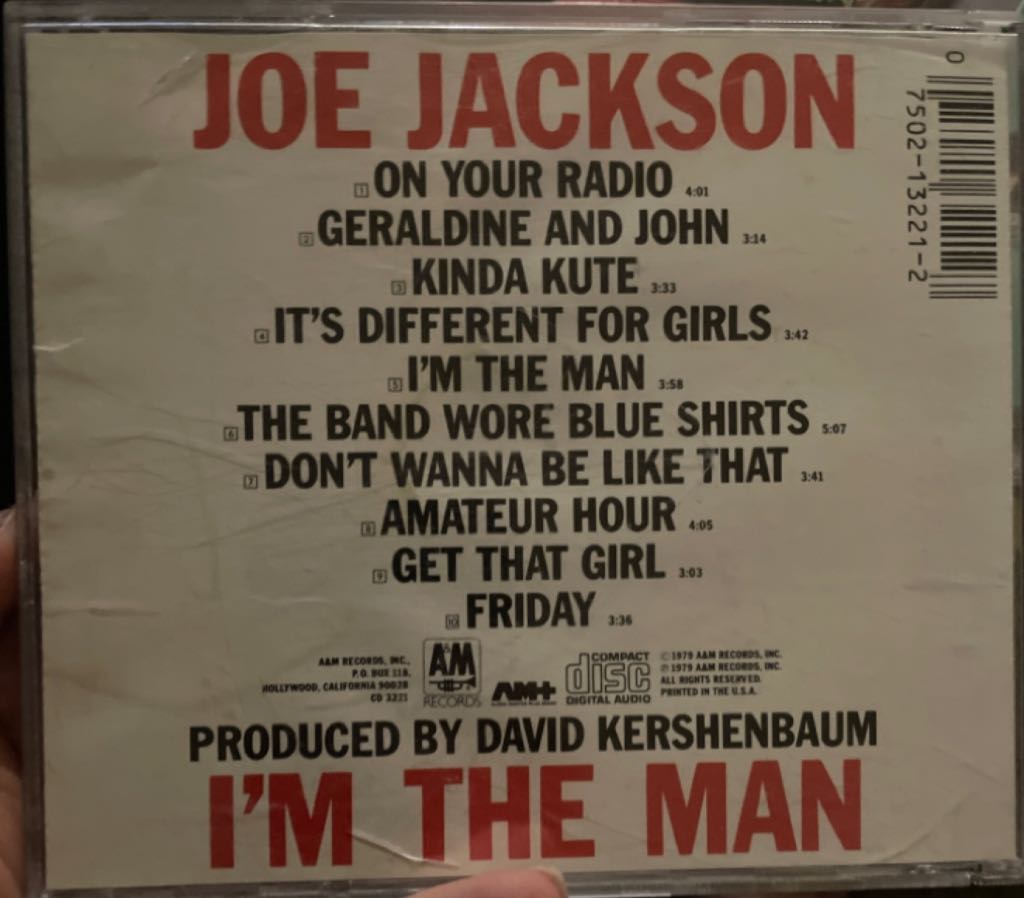 JOE JACKSON
1 ON YOUR RADIO 4:01
2 GERALDINE AND JOHN 3:14
3 KINDA KUTE 3:33
4 IT'S DIFFERENT FOR GIRLS 3:42
5 I'M THE MAN 3:58
6 THE BAND WORE BLUE SHIRTS 5:07
7 DON'T WANNA BE LIKE THAT 3:41
8 AMATEUR HOUR 4:05
9 GET THAT GIRL 3:03
10 FRIDAY 3:36
A&M RECORDS, INC.,
P.O. BOX 118,
HOLLYWOOD, CALIFORNIA 90028
CD 3221
A&M
RECORDS
AM+
COMPACT
disc
DIGITAL AUDIO
© 1979 A&M RECORDS, INC.
℗ 1979 A&M RECORDS, INC.
ALL RIGHTS RESERVED.
PRINTED IN THE U.S.A.
PRODUCED BY DAVID KERSHENBAUM
I'M THE MAN
0 7502-13221-2